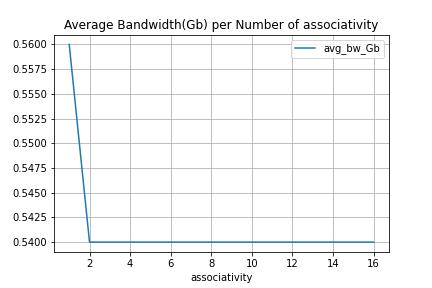 Average Bandwidth(Gb) per Number of associativity
avg_bw_Gb
0.5600
0.5575
0.5550
0.5525
0.5500
0.5475
0.5450
0.5425
0.5400
2 4 6 8 10 12 14 16
associativity